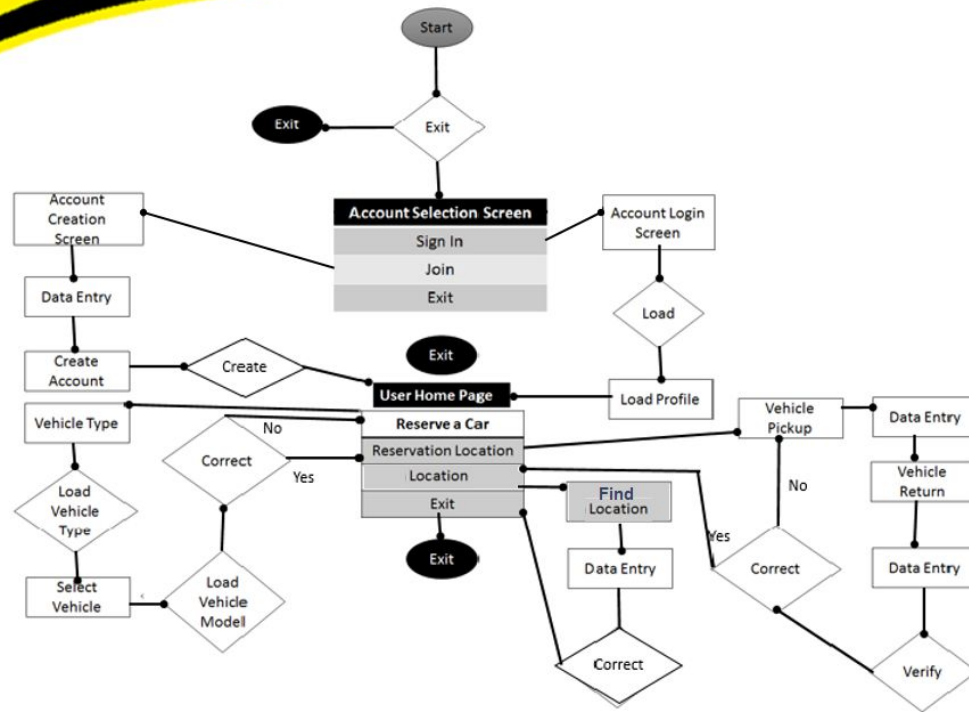 Start
Exit
Exit
Account
Creation
Screen
Account Selection Screen
Sign In
Join
Exit
Account Login
Screen
Data Entry
Load
Create
Account
Create
Exit
User Home Page
Load Profile
Vehicle Type
No
Correct
Yes
Reserve a Car
Reservation Location
Location
Exit
Vehicle
Pickup
Data Entry
Load
Vehicle
Type
Find
Location
No
Vehicle
Return
Yes
Exit
Select
Vehicle
Load
Vehicle
Modell
Data Entry
Correct
Data Entry
Correct
Verify